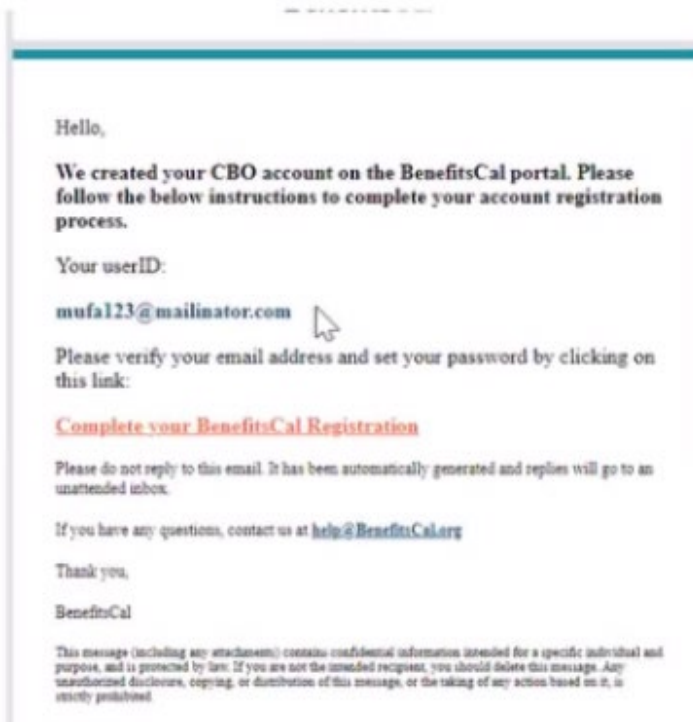 Hello,
We created your CBO account on the BenefitsCal portal. Please
follow the below instructions to complete your account registration
process.
Your userID:
mufa123@mailinator.com
Please verify your email address and set your password by clicking on
this link:
Complete your BenefitsCal Registration
Please do not reply to this email. It has been automatically generated and replies will go to an
unattended inbox.
If you have any questions, contact us at help@BenefitsCal.org
Thank you,
BenefitsCal
This message (including any attachments) contains confidential information intended for a specific individual and
purpose, and is protected by law. If you are not the intended recipient, you should delete this message. Any
unauthorized disclosure, copying, or distribution of this message, or the taking of any action based on it, is
strictly prohibited.